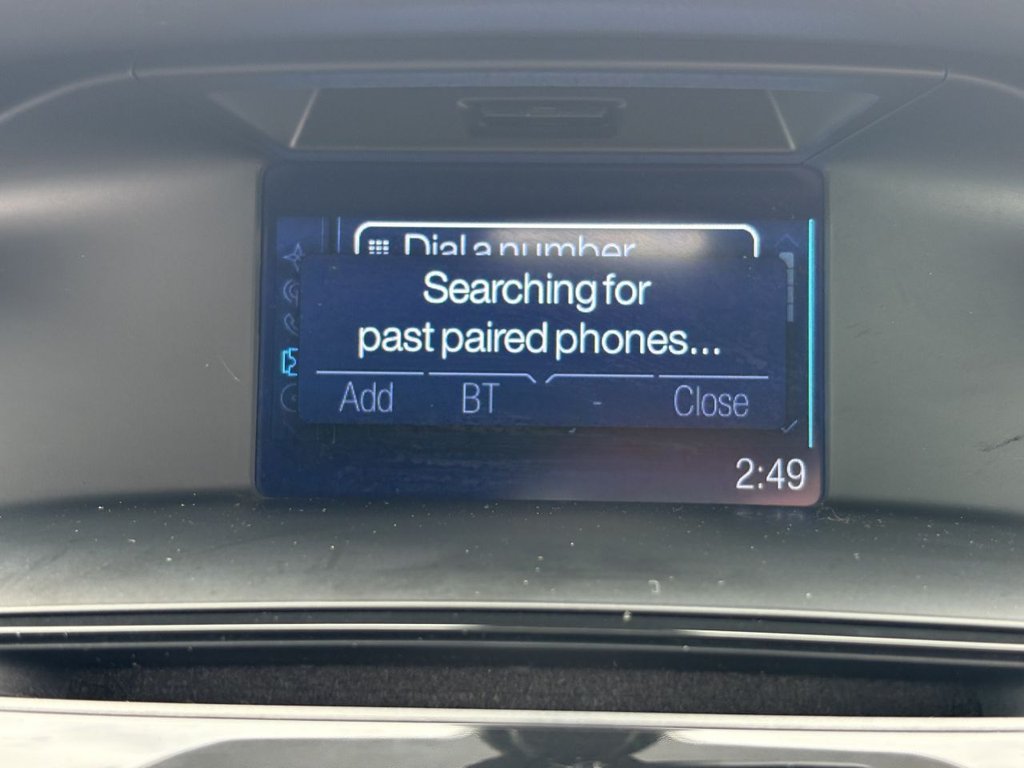 Dial a number
Searching for
past paired phones...
Add BT - Close
2:49